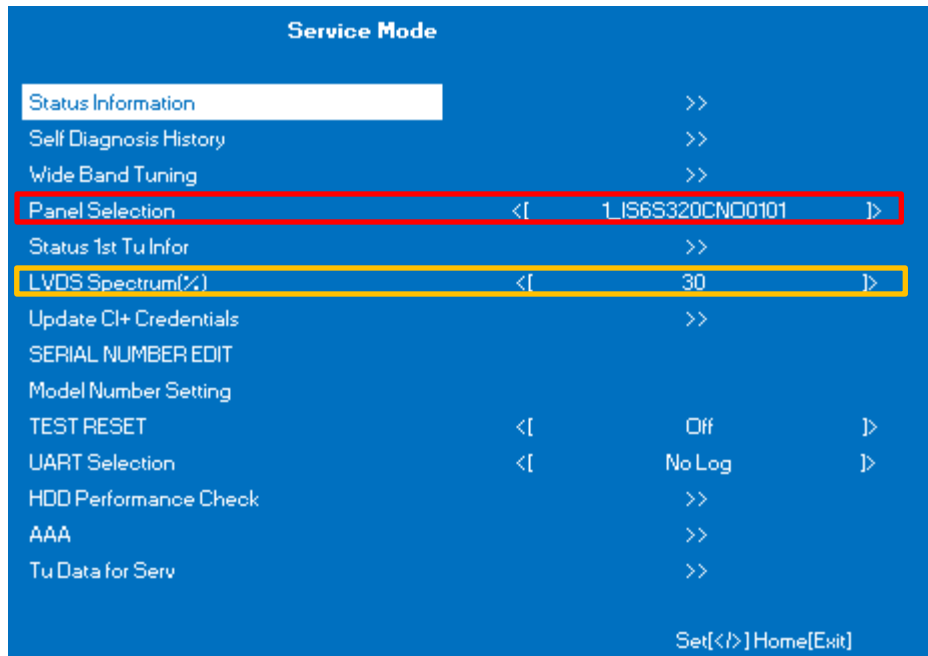 Service Mode
Status Information >>
Self Diagnosis History >>
Wide Band Tuning >>
Panel Selection <[ 1_IS6S320CNO0101 ]>
Status 1st Tu Infor >>
LVDS Spectrum(%) <[ 30 ]>
Update CI+ Credentials >>
SERIAL NUMBER EDIT
Model Number Setting
TEST RESET <[ Off ]>
UART Selection <[ No Log ]>
HDD Performance Check >>
AAA >>
Tu Data for Serv >>
Set[</>] Home[Exit]